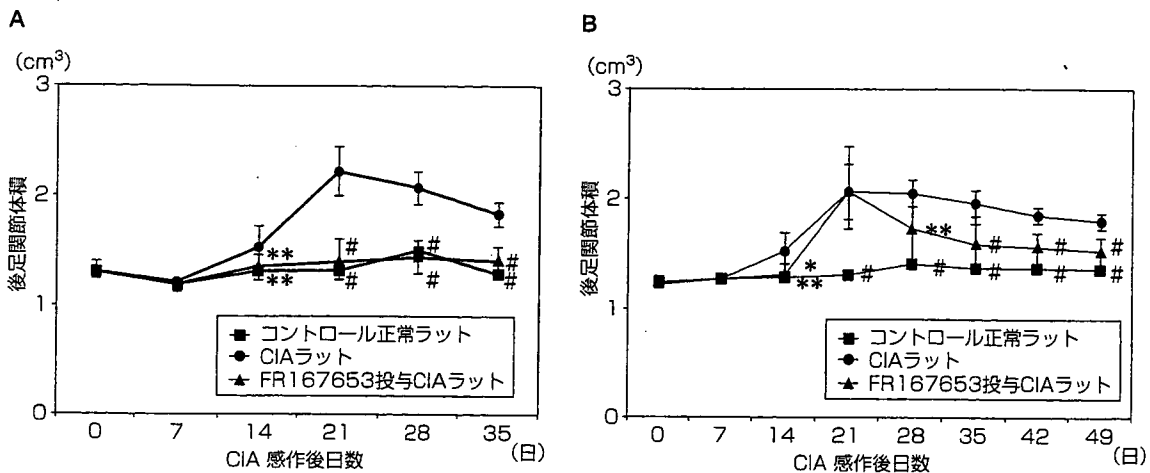 A
(cm³)
3
2
1
0
後足関節体積
**
**
#
#
#
#
#
#
コントロール正常ラット
CIAラット
FR167653投与CIAラット
0 7 14 21 28 35 (日)
CIA 感作後日数
B
(cm³)
3
2
1
0
後足関節体積
*
**
#
**
#
#
#
#
#
#
#
コントロール正常ラット
CIAラット
FR167653投与CIAラット
0 7 14 21 28 35 42 49 (日)
CIA 感作後日数